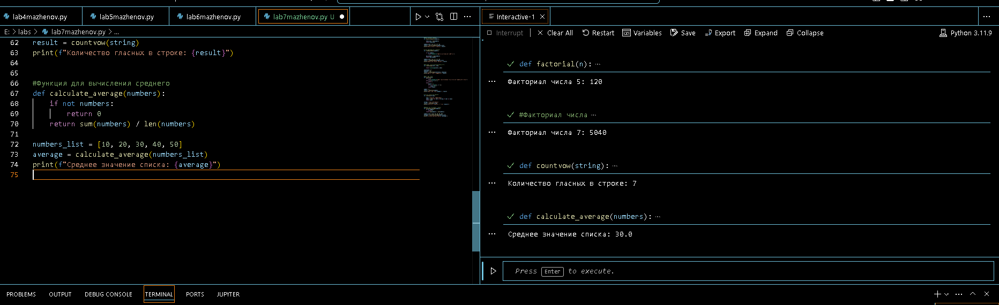 lab4mazhenov.py
lab5mazhenov.py
lab6mazhenov.py
lab7mazhenov.py U
E: > labs > lab7mazhenov.py > ...
62 result = countvow(string)
63 print(f"Количество гласных в строке: {result}")
64
65
66 #Функция для вычисления среднего
67 def calculate_average(numbers):
68 if not numbers:
69 return 0
70 return sum(numbers) / len(numbers)
71
72 numbers_list = [10, 20, 30, 40, 50]
73 average = calculate_average(numbers_list)
74 print(f"Среднее значение списка: {average}")
75
Interactive-1
Interrupt Clear All Restart Variables Save Export Expand Collapse Python 3.11.9
def factorial(n): ...
Факториал числа 5: 120
#Факториал числа ...
Факториал числа 7: 5040
def countvow(string): ...
Количество гласных в строке: 7
def calculate_average(numbers): ...
Среднее значение списка: 30.0
Press Enter to execute.
PROBLEMS OUTPUT DEBUG CONSOLE TERMINAL PORTS JUPYTER